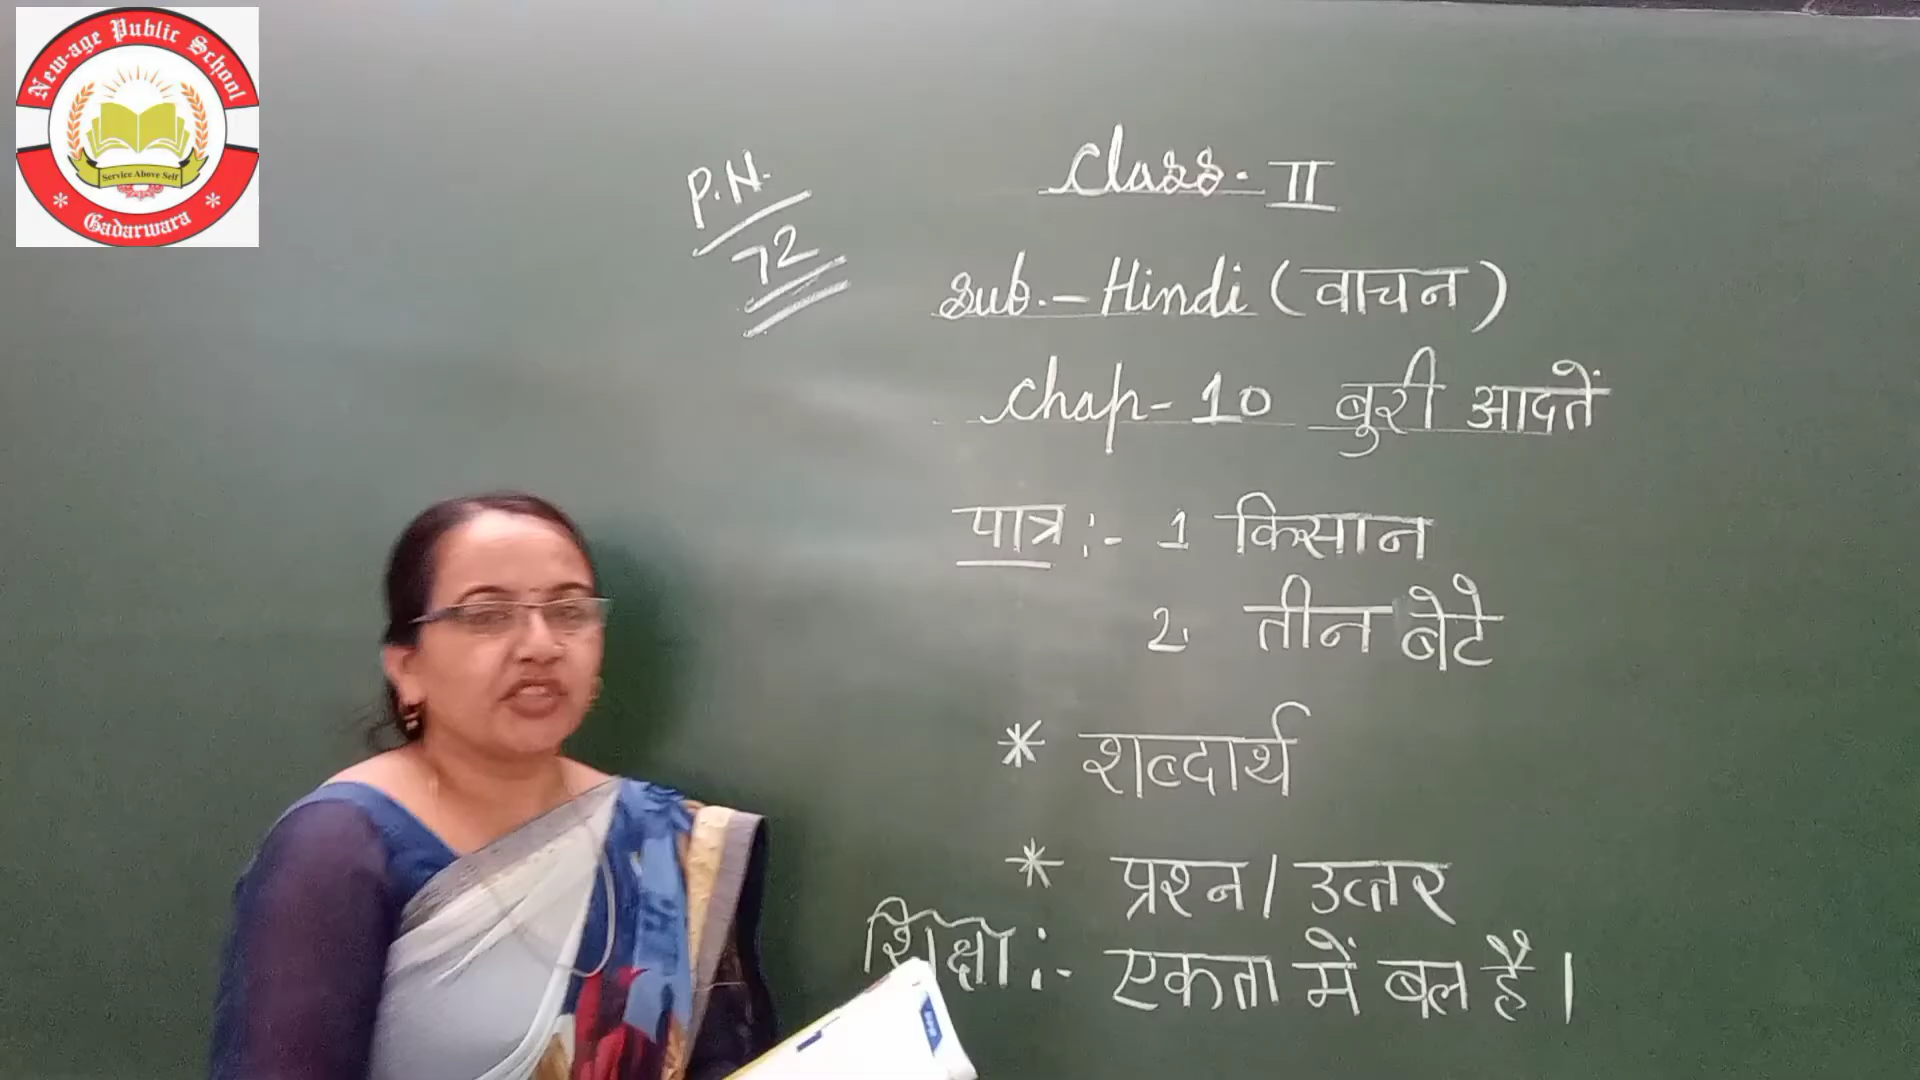 New-age Public School
Service Above Self
Gadarwara
P.N.
72
Class - II
Sub. - Hindi (वाचन)
Chap - 10 बुरी आदतें
पात्र :- 1 किसान
2. तीन बेटे
* शब्दार्थ
* प्रश्न / उत्तर
शिक्षा :- एकता में बल है।